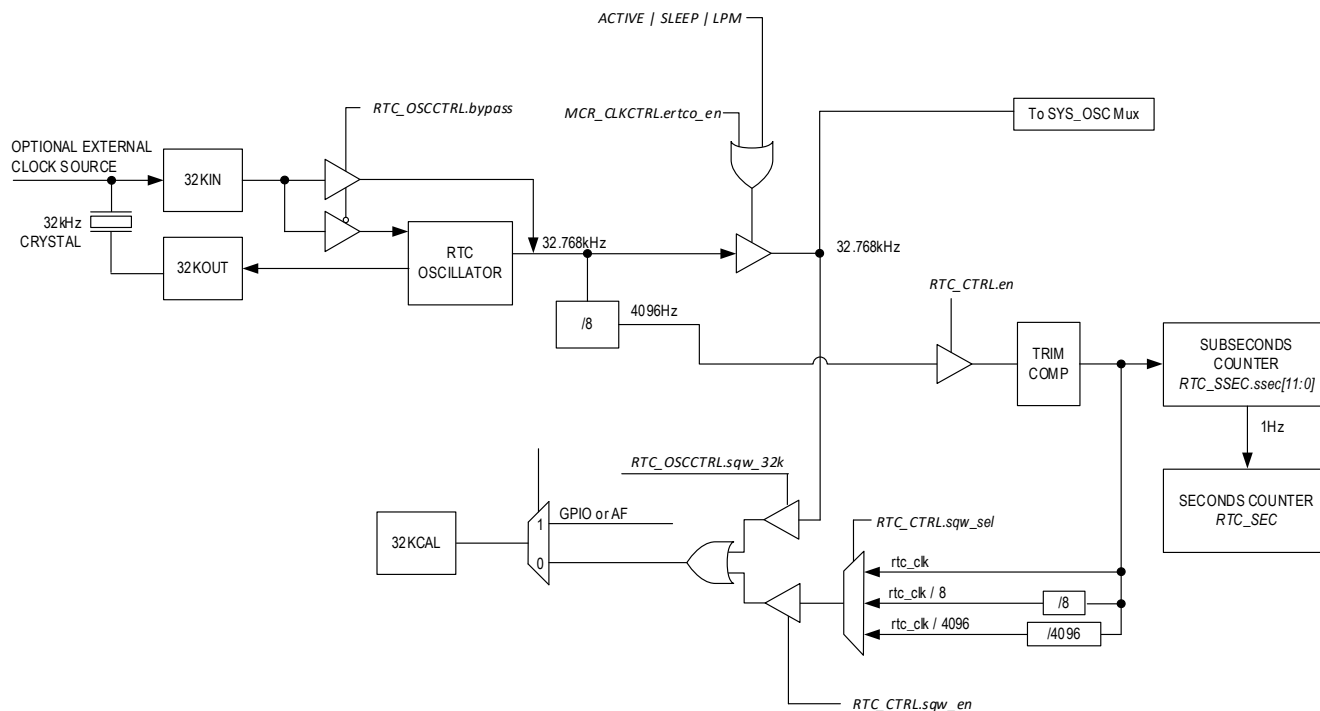 ACTIVE | SLEEP | LPM
RTC_OSCCTRL.bypass
MCR_CLKCTRL.ertco_en
To SYS_OSC Mux
OPTIONAL EXTERNAL
CLOCK SOURCE
32KIN
32kHz
CRYSTAL
32KOUT
RTC
OSCILLATOR
32.768kHz
32.768kHz
/8
4096Hz
RTC_CTRL.en
TRIM
COMP
SUBSECONDS
COUNTER
RTC_SSEC.ssec[11:0]
1Hz
SECONDS COUNTER
RTC_SEC
RTC_OSCCTRL.sqw_32k
GPIO or AF
1
0
32KCAL
RTC_CTRL.sqw_sel
rtc_clk
rtc_clk / 8
/8
rtc_clk / 4096
/4096
RTC_CTRL.sqw_en